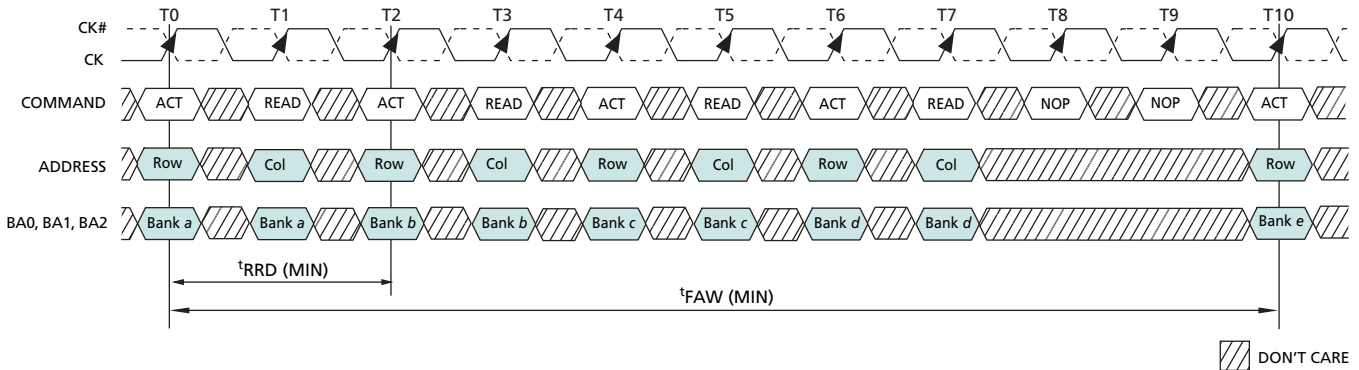 T0 T1 T2 T3 T4 T5 T6 T7 T8 T9 T10
CK#
CK
COMMAND ACT READ ACT READ ACT READ ACT READ NOP NOP ACT
ADDRESS Row Col Row Col Row Col Row Col Row
BA0, BA1, BA2 Bank a Bank a Bank b Bank b Bank c Bank c Bank d Bank d Bank e
tRRD (MIN)
tFAW (MIN)
DON'T CARE